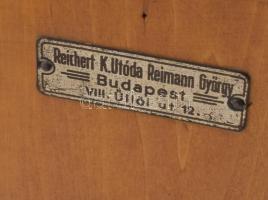 Reichert K. Utóda Reimann György
Budapest
VIII. Üllői út 12.